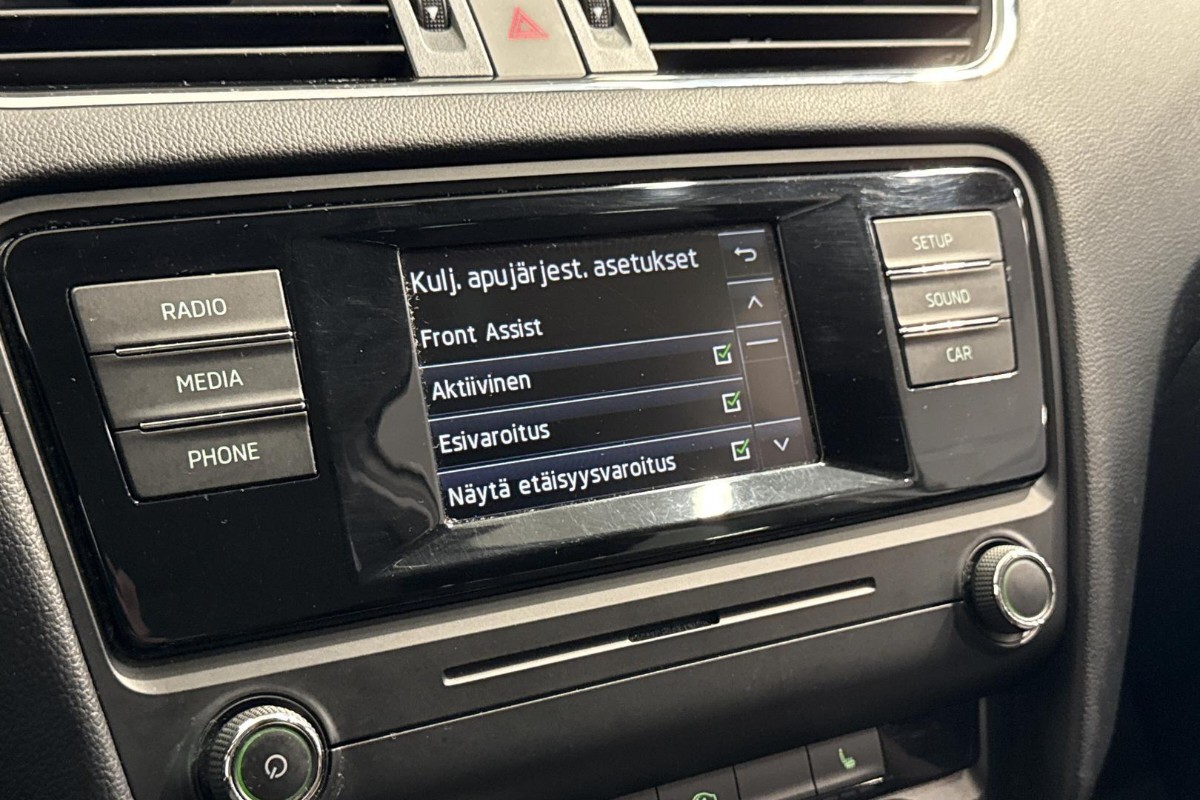 RADIO
MEDIA
PHONE
Kulj. apujärjest. asetukset
Front Assist
Aktiivinen
Esivaroitus
Näytä etäisyysvaroitus
SETUP
SOUND
CAR